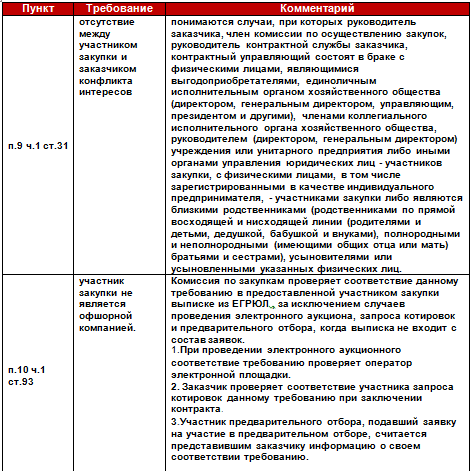 Пункт Требование Комментарий
п.9 ч.1 ст.31
отсутствие
между
участником
закупки и
заказчиком
конфликта
интересов
понимаются случаи, при которых руководитель
заказчика, член комиссии по осуществлению закупок,
руководитель контрактной службы заказчика,
контрактный управляющий состоят в браке с
физическими лицами, являющимися
выгодоприобретателями, единоличным
исполнительным органом хозяйственного общества
(директором, генеральным директором, управляющим,
президентом и другими), членами коллегиального
исполнительного органа хозяйственного общества,
руководителем (директором, генеральным директором)
учреждения или унитарного предприятия либо иными
органами управления юридических лиц - участников
закупки, с физическими лицами, в том числе
зарегистрированными в качестве индивидуального
предпринимателя, - участниками закупки либо являются
близкими родственниками (родственниками по прямой
восходящей и нисходящей линии (родителями и
детьми, дедушкой, бабушкой и внуками), полнородными
и неполнородными (имеющими общих отца или мать)
братьями и сестрами), усыновителями или
усыновленными указанных физических лиц.
п.10 ч.1
ст.93
участник
закупки не
является
офшорной
компанией.
Комиссия по закупкам проверяет соответствие данному
требованию в предоставленной участником закупки
выписке из ЕГРЮЛ, за исключением случаев
проведения электронного аукциона, запроса котировок
и предварительного отбора, когда выписка не входит с
состав заявок.
1.При проведении электронного аукционного
соответствие требованию проверяет оператор
электронной площадки.
2. Заказчик проверяет соответствие участника запроса
котировок данному требованию при заключении
контракта.
3.Участник предварительного отбора, подавший заявку
на участие в предварительном отборе, считается
представившим заказчику информацию о своем
соответствии требованию.